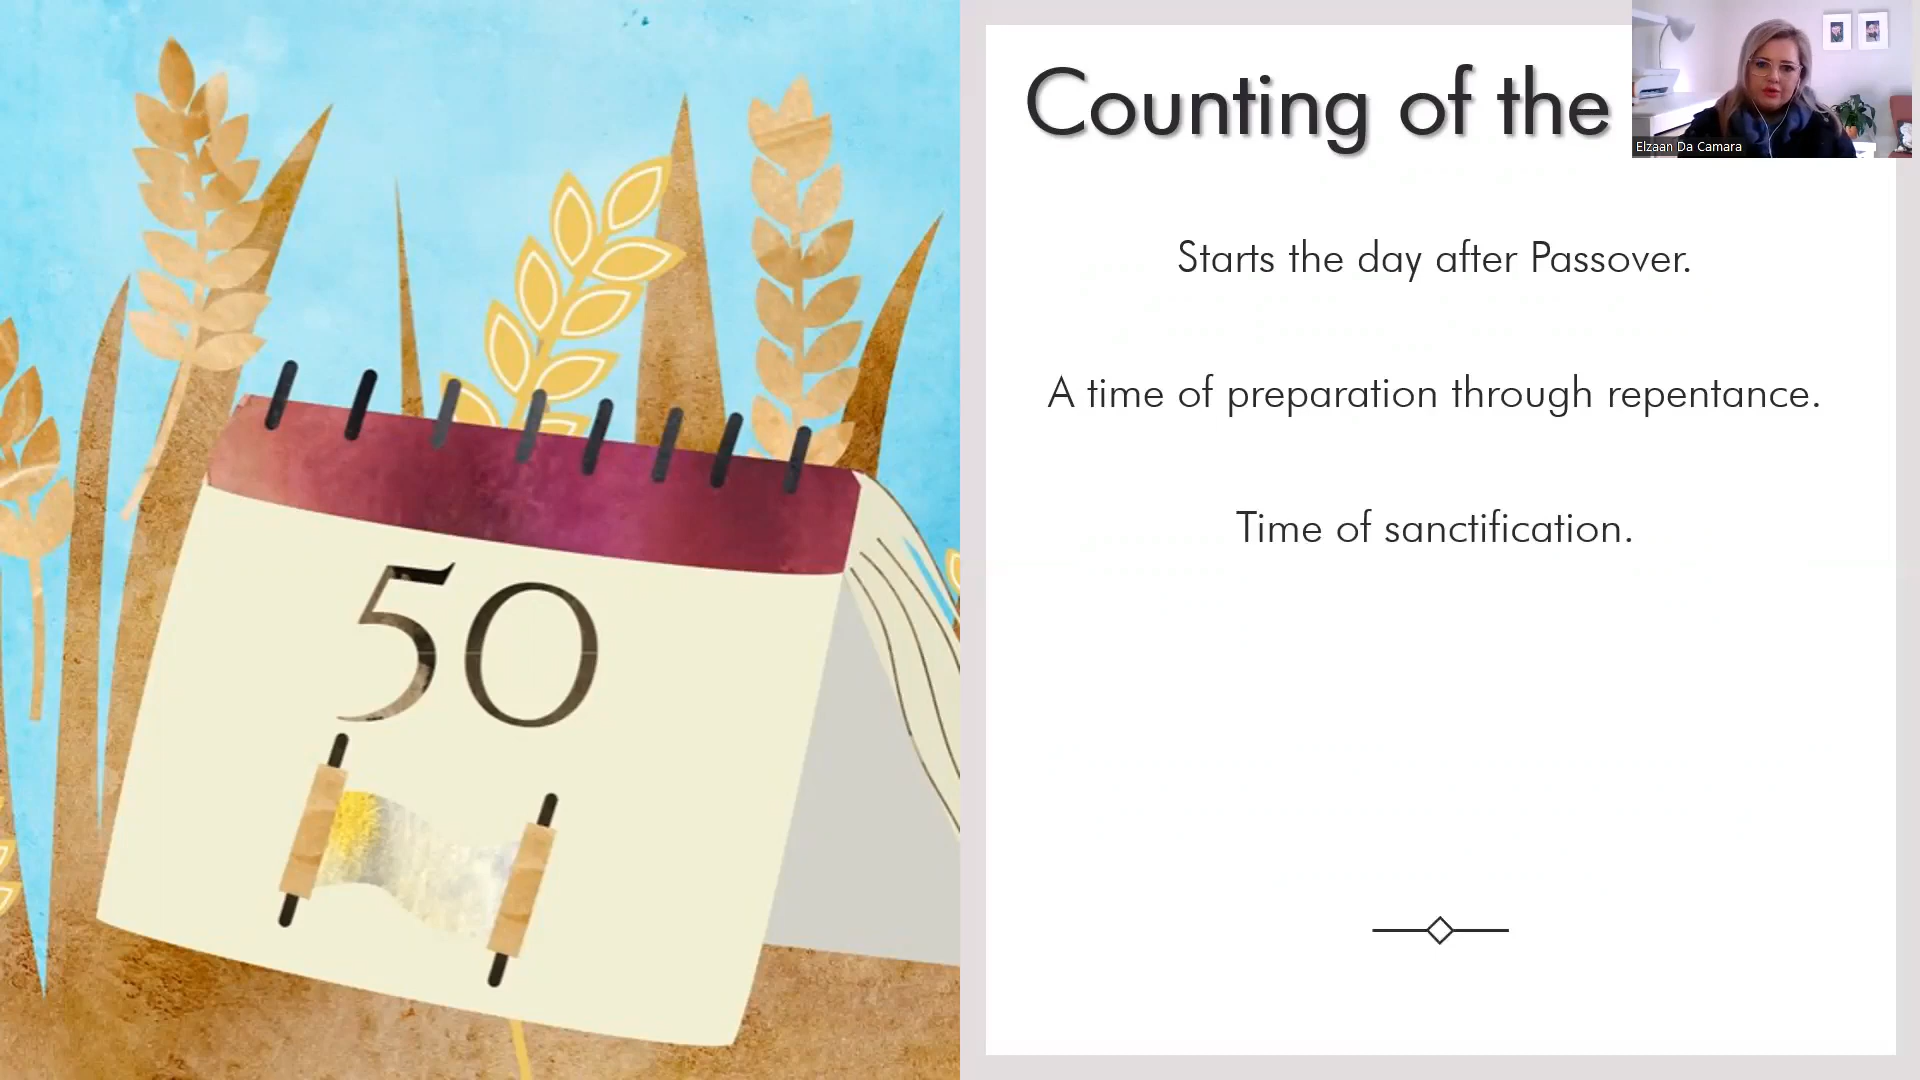 Counting of the
Elzaan Da Camara
Starts the day after Passover.
A time of preparation through repentance.
Time of sanctification.
50